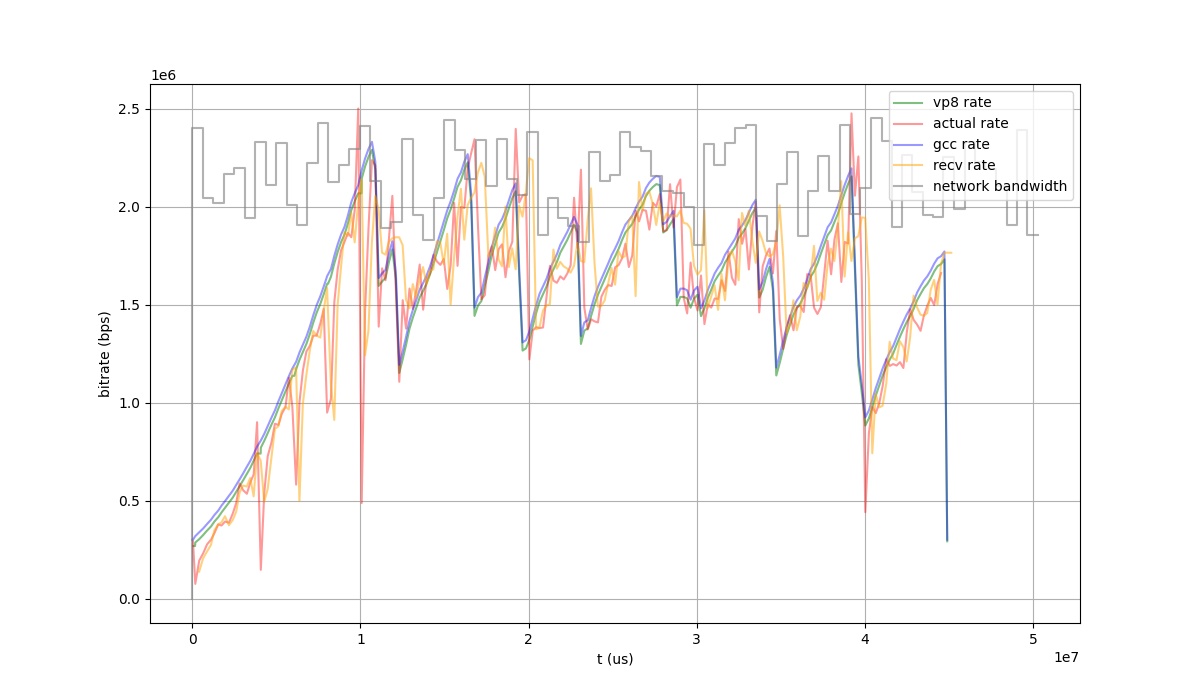 1e6
2.5
2.0
1.5
1.0
0.5
0.0
bitrate (bps)
vp8 rate
actual rate
gcc rate
recv rate
network bandwidth
0 1 2 3 4 5
t (us)
1e7